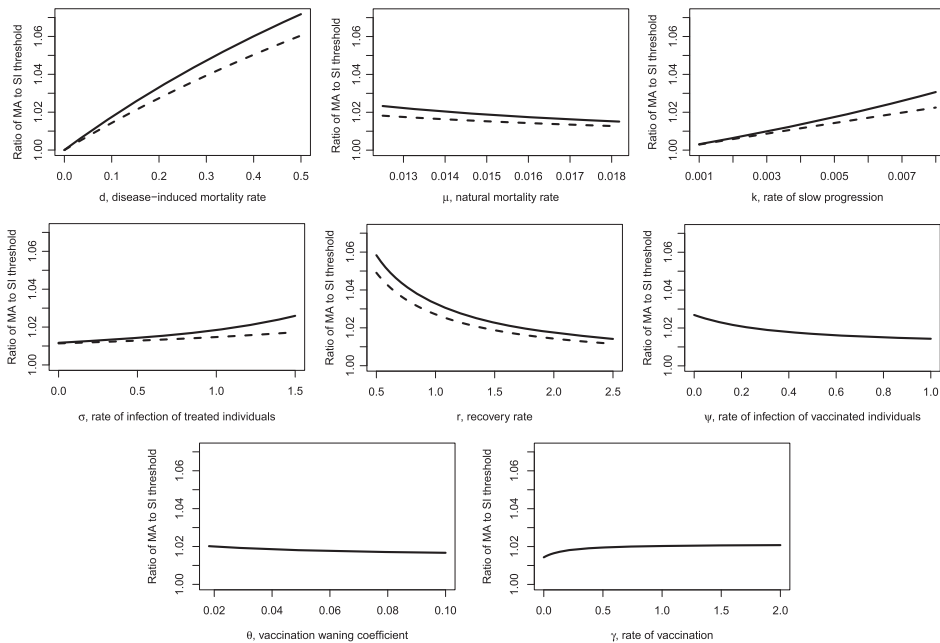 Ratio of MA to SI threshold
1.00 1.02 1.04 1.06
0.0 0.1 0.2 0.3 0.4 0.5
d, disease−induced mortality rate
Ratio of MA to SI threshold
1.00 1.02 1.04 1.06
0.013 0.014 0.015 0.016 0.017 0.018
μ, natural mortality rate
Ratio of MA to SI threshold
1.00 1.02 1.04 1.06
0.001 0.003 0.005 0.007
k, rate of slow progression
Ratio of MA to SI threshold
1.00 1.02 1.04 1.06
0.0 0.5 1.0 1.5
σ, rate of infection of treated individuals
Ratio of MA to SI threshold
1.00 1.02 1.04 1.06
0.5 1.0 1.5 2.0 2.5
r, recovery rate
Ratio of MA to SI threshold
1.00 1.02 1.04 1.06
0.0 0.2 0.4 0.6 0.8 1.0
ψ, rate of infection of vaccinated individuals
Ratio of MA to SI threshold
1.00 1.02 1.04 1.06
0.02 0.04 0.06 0.08 0.10
θ, vaccination waning coefficient
Ratio of MA to SI threshold
1.00 1.02 1.04 1.06
0.0 0.5 1.0 1.5 2.0
γ, rate of vaccination